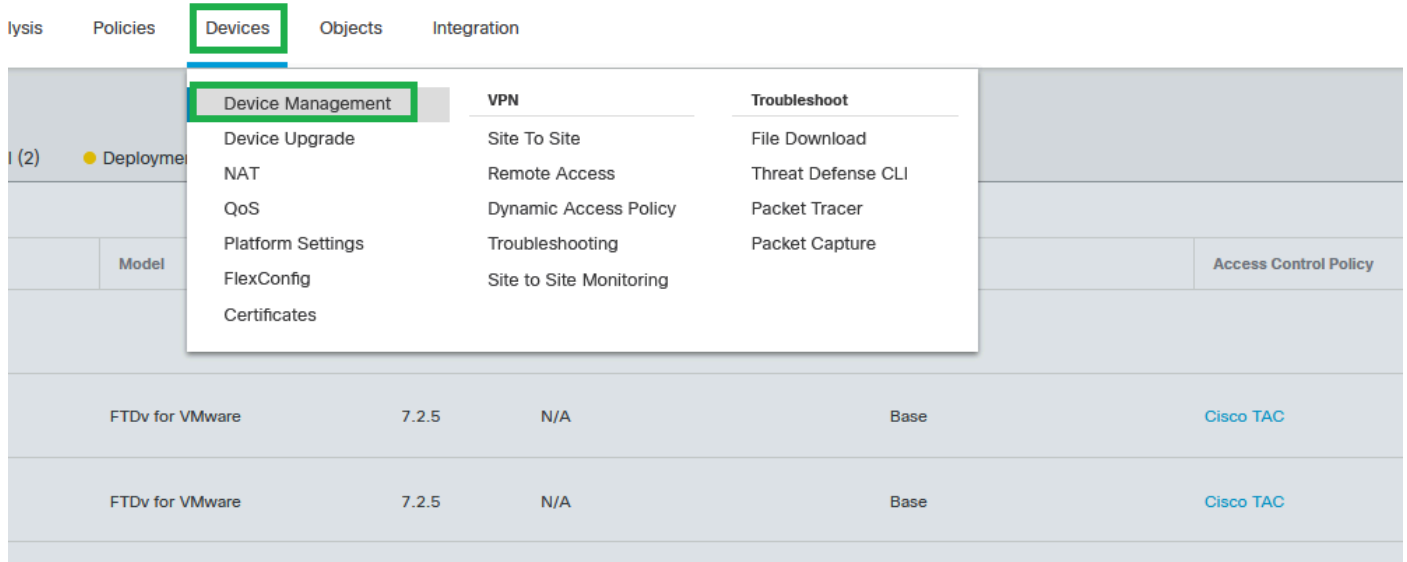 lysis Policies Devices Objects Integration
Device Management
Device Upgrade
NAT
QoS
Platform Settings
FlexConfig
Certificates
VPN
Site To Site
Remote Access
Dynamic Access Policy
Troubleshooting
Site to Site Monitoring
Troubleshoot
File Download
Threat Defense CLI
Packet Tracer
Packet Capture
(2) Deployme
Model Access Control Policy
FTDv for VMware 7.2.5 N/A Base Cisco TAC
FTDv for VMware 7.2.5 N/A Base Cisco TAC